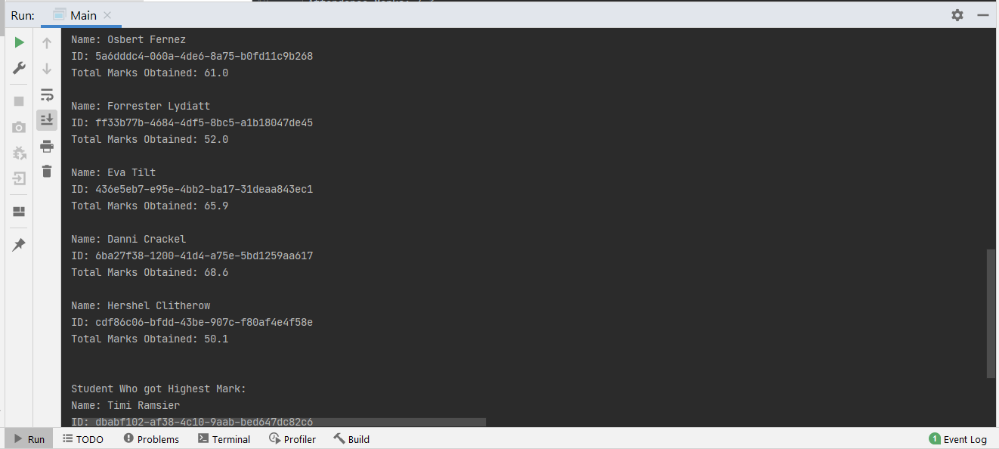 Run: Main
Name: Osbert Fernez
ID: 5a6dddc4-060a-4de6-8a75-b0fd11c9b268
Total Marks Obtained: 61.0
Name: Forrester Lydiatt
ID: ff33b77b-4684-4df5-8bc5-a1b18047de45
Total Marks Obtained: 52.0
Name: Eva Tilt
ID: 436e5eb7-e95e-4bb2-ba17-31deaa843ec1
Total Marks Obtained: 65.9
Name: Danni Crackel
ID: 6ba27f38-1200-41d4-a75e-5bd1259aa617
Total Marks Obtained: 68.6
Name: Hershel Clitherow
ID: cdf86c06-bfdd-43be-907c-f80af4e4f58e
Total Marks Obtained: 50.1
Student Who got Highest Mark:
Name: Timi Ramsier
ID: dbabf102-af38-4c10-9aab-bed647dc82c6
Run TODO Problems Terminal Profiler Build 1 Event Log